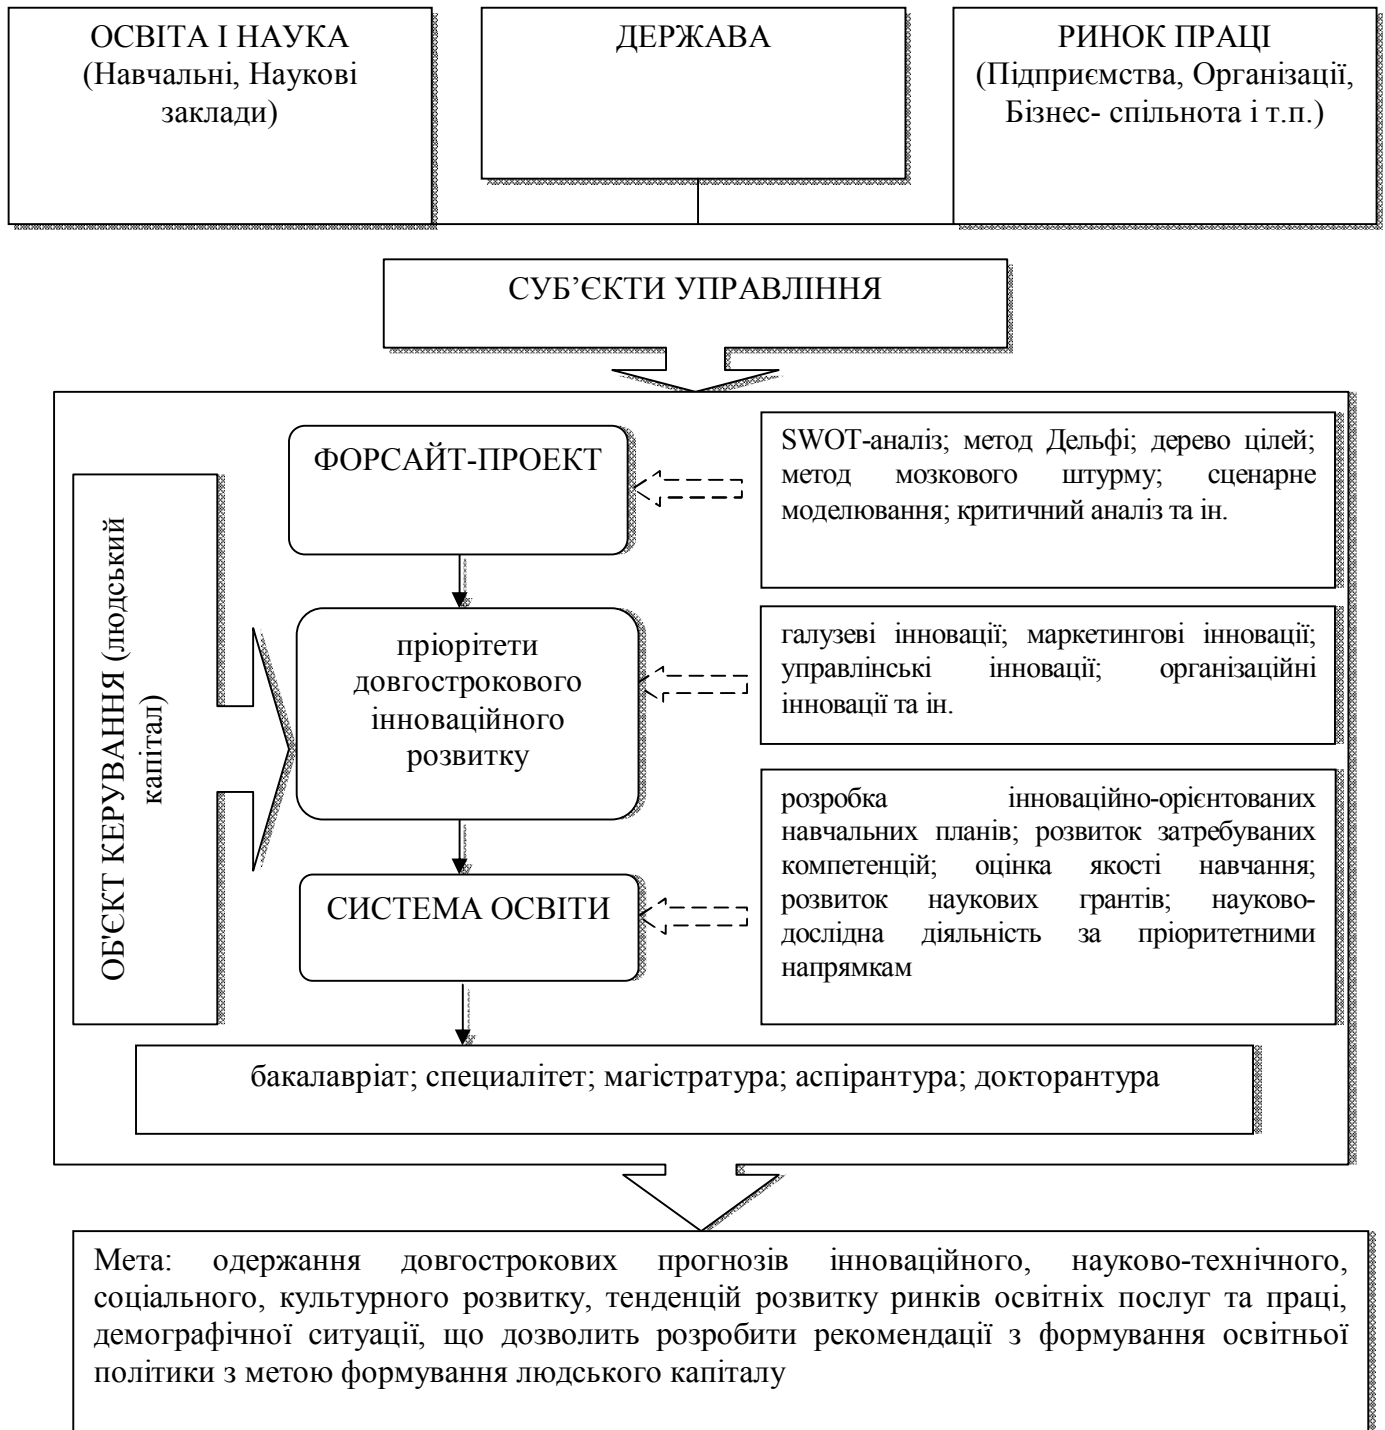 ОСВІТА І НАУКА
(Навчальні, Наукові
заклади)
ДЕРЖАВА
РИНОК ПРАЦІ
(Підприємства, Організації,
Бізнес- спільнота і т.п.)
СУБ’ЄКТИ УПРАВЛІННЯ
ОБ'ЄКТ КЕРУВАННЯ (людський
капітал)
ФОРСАЙТ-ПРОЕКТ
SWOT-аналіз; метод Дельфі; дерево цілей;
метод мозкового штурму; сценарне
моделювання; критичний аналіз та ін.
пріорітети
довгострокового
інноваційного
розвитку
галузеві інновації; маркетингові інновації;
управлінські інновації; організаційні
інновації та ін.
СИСТЕМА ОСВІТИ
розробка інноваційно-орієнтованих
навчальних планів; розвиток затребуваних
компетенцій; оцінка якості навчання;
розвиток наукових грантів; науково-
дослідна діяльність за пріоритетними
напрямкам
бакалавріат; специалітет; магістратура; аспірантура; докторантура
Мета: одержання довгострокових прогнозів інноваційного, науково-технічного,
соціального, культурного розвитку, тенденцій розвитку ринків освітніх послуг та праці,
демографічної ситуації, що дозволить розробити рекомендації з формування освітньої
політики з метою формування людського капіталу